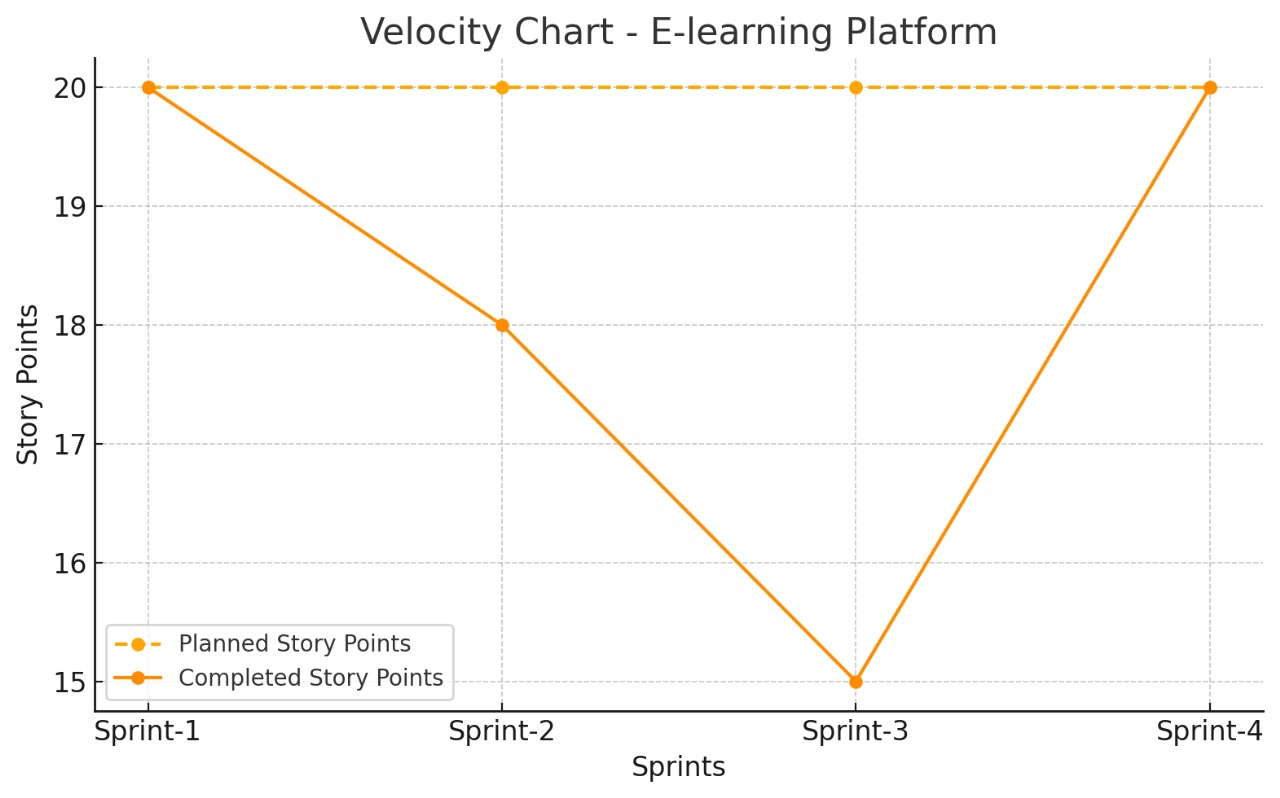 Velocity Chart - E-learning Platform
20
19
18
17
16
15
Story Points
Planned Story Points
Completed Story Points
Sprint-1
Sprint-2
Sprint-3
Sprint-4
Sprints